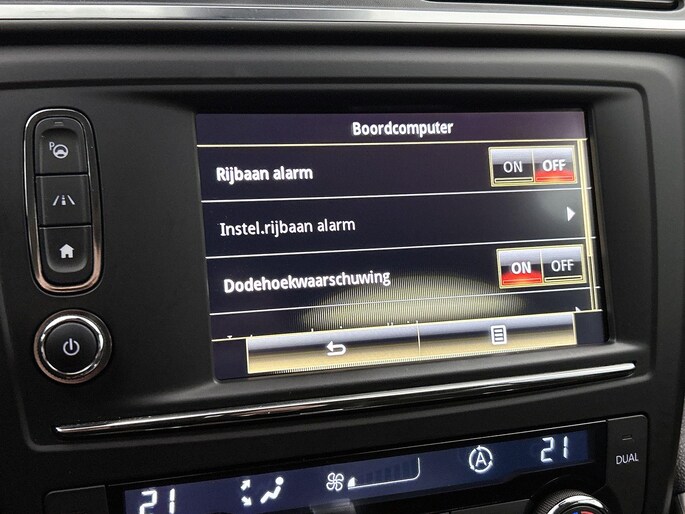 Boordcomputer
Rijbaan alarm
ON OFF
Instel.rijbaan alarm
Dodehoekwaarschuwing
ON OFF
P
21
A
21
DUAL